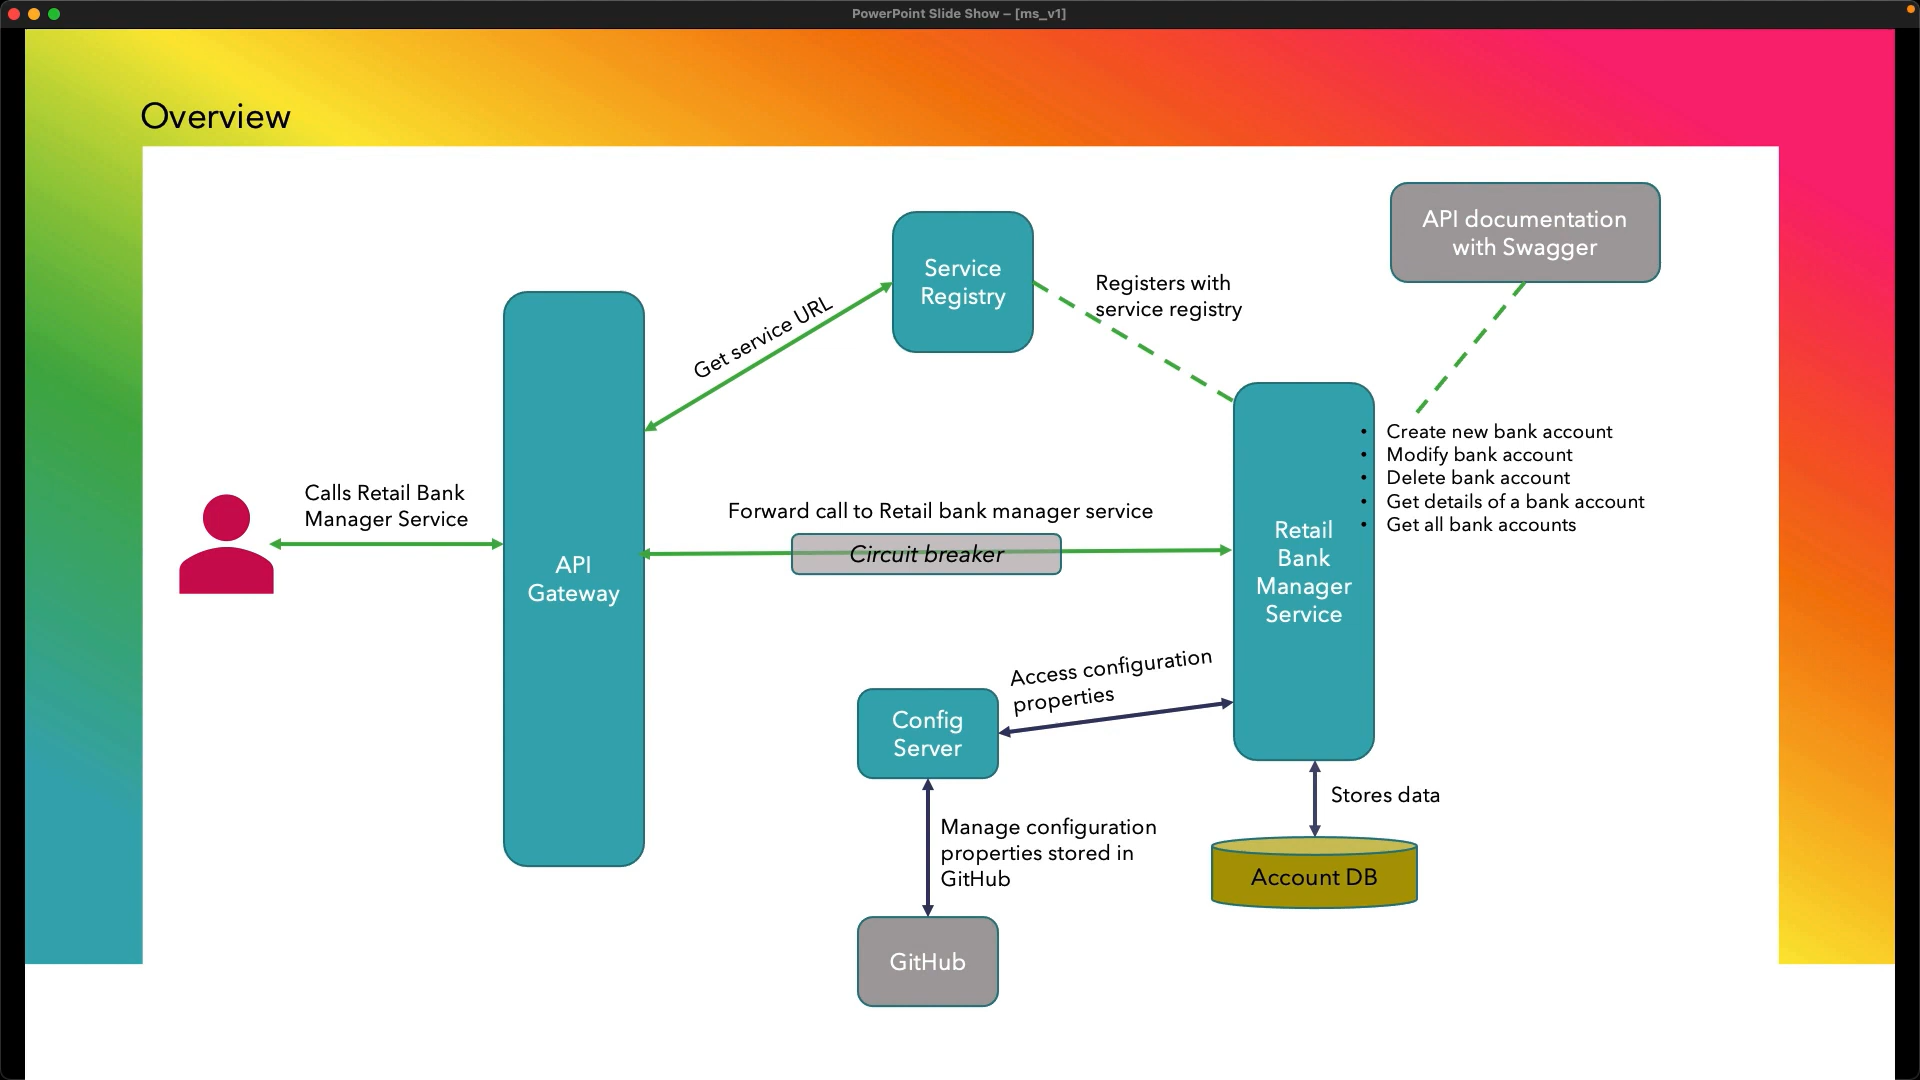 PowerPoint Slide Show – [ms_v1]
Overview
API documentation
with Swagger
Service
Registry
Registers with
service registry
Get service URL
Create new bank account
Modify bank account
Delete bank account
Get details of a bank account
Get all bank accounts
Calls Retail Bank
Manager Service
Forward call to Retail bank manager service
Circuit breaker
API
Gateway
Retail
Bank
Manager
Service
Access configuration
properties
Config
Server
Stores data
Manage configuration
properties stored in
GitHub
Account DB
GitHub